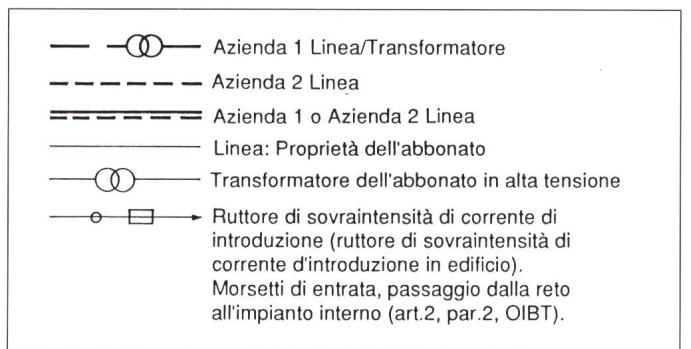 Azienda 1 Linea/Transformatore
Azienda 2 Linea
Azienda 1 o Azienda 2 Linea
Linea: Proprietà dell'abbonato
Transformatore dell'abbonato in alta tensione
Ruttore di sovraintensità di corrente di
introduzione (ruttore di sovraintensità di
corrente d'introduzione in edificio).
Morsetti di entrata, passaggio dalla reto
all'impianto interno (art.2, par.2, OIBT).